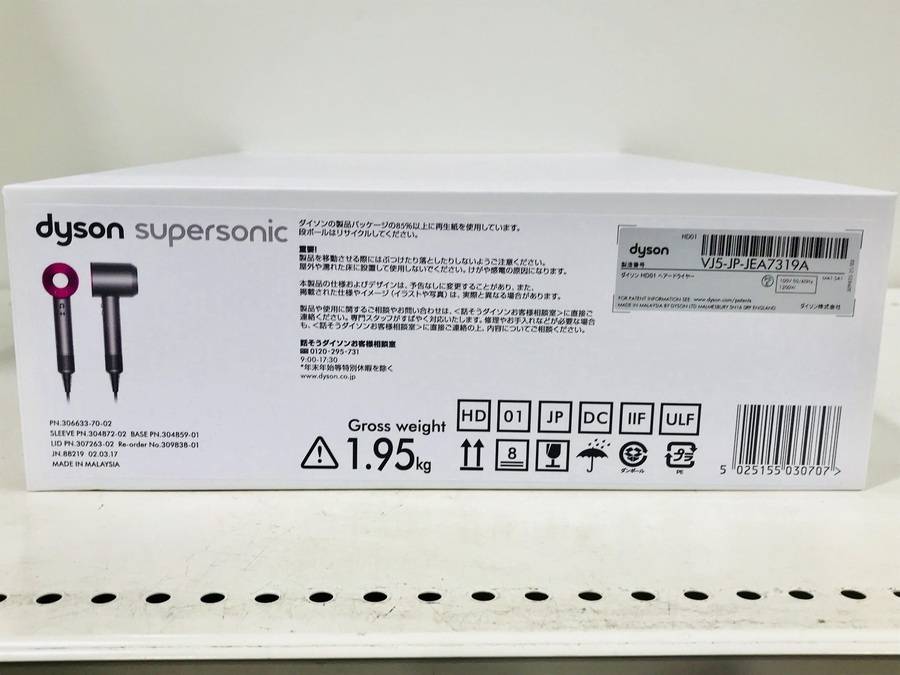 dyson supersonic
ダイソンの製品パッケージの85%以上に再生紙を使用しています。
段ボールはリサイクルしてください。
重要!
製品を移動させる際にはぶつけたり落としたりしないようご注意ください。
屋外や濡れた床に設置して使用しないでください。けがや感電の原因になります。
本製品の仕様およびデザインは、予告なしに変更することがあり、
掲載された仕様やイメージ(イラストや写真)は、実際と異なる場合があります。
製品や使用に関するご相談やお問い合わせは、<話そうダイソンお客様相談室>に直接ご
連絡ください。専門スタッフがすばやく対応いたします。修理やお手入れなどが必要な場合
も、<話そうダイソンお客様相談室>に直接ご連絡の上、内容についてご相談ください。
話そうダイソンお客様相談室
0120-295-731
9:00-17:30
*年末年始等特別休暇を除く
www.dyson.co.jp
HD01
dyson
製造番号
VJ5-JP-JEA7319A
ダイソン HD01 ヘアードライヤー
100V 50/60Hz
1200W
FOR PATENT INFORMATION SEE www.dyson.com/patents
MADE IN MALAYSIA BY DYSON LTD MALMESBURY SN16 0RP ENGLAND
ダイソン株式会社
PN.306633-70-02
SLEEVE PN.304872-02 BASE PN.304859-01
LID PN.307263-02 Re-order No.309838-01
JN.88219 02.03.17
MADE IN MALAYSIA
Gross weight
1.95kg
HD 01 JP DC IIF ULF
8
ダンボール
プラ
PE
5 025155 030707 >